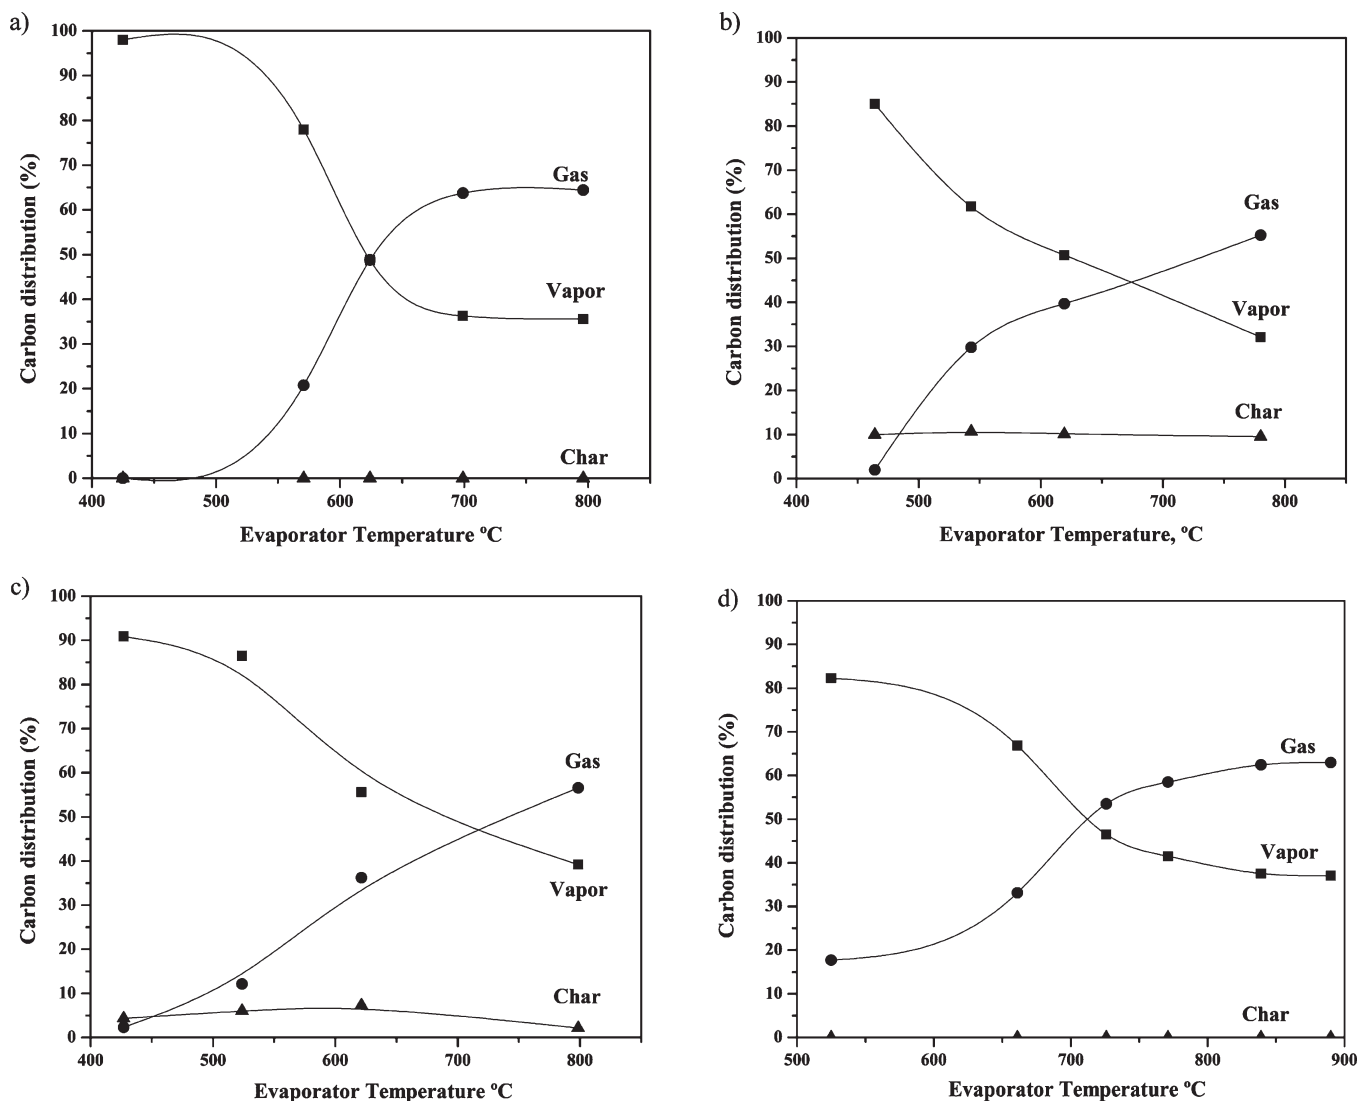 a)
100
90
80
70
60
50
40
30
20
10
0
Carbon distribution (%)
Gas
Vapor
Char
400 500 600 700 800
Evaporator Temperature ºC
b)
100
90
80
70
60
50
40
30
20
10
0
Carbon distribution (%)
Gas
Vapor
Char
400 500 600 700 800
Evaporator Temperature, ºC
c)
100
90
80
70
60
50
40
30
20
10
0
Carbon distribution (%)
Gas
Vapor
Char
400 500 600 700 800
Evaporator Temperature ºC
d)
100
80
70
60
50
40
30
20
10
0
Carbon distribution (%)
Gas
Vapor
Char
500 600 700 800 900
Evaporator Temperature ºC